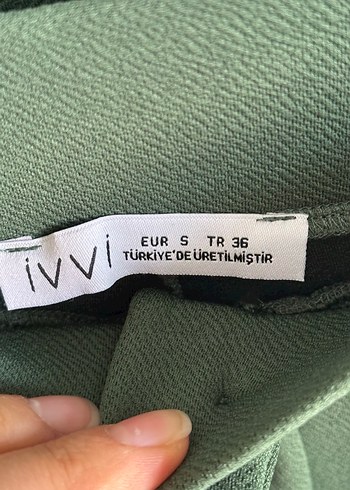 ivvi
EUR S TR 36
TÜRKİYE'DE ÜRETİLMİŞTİR